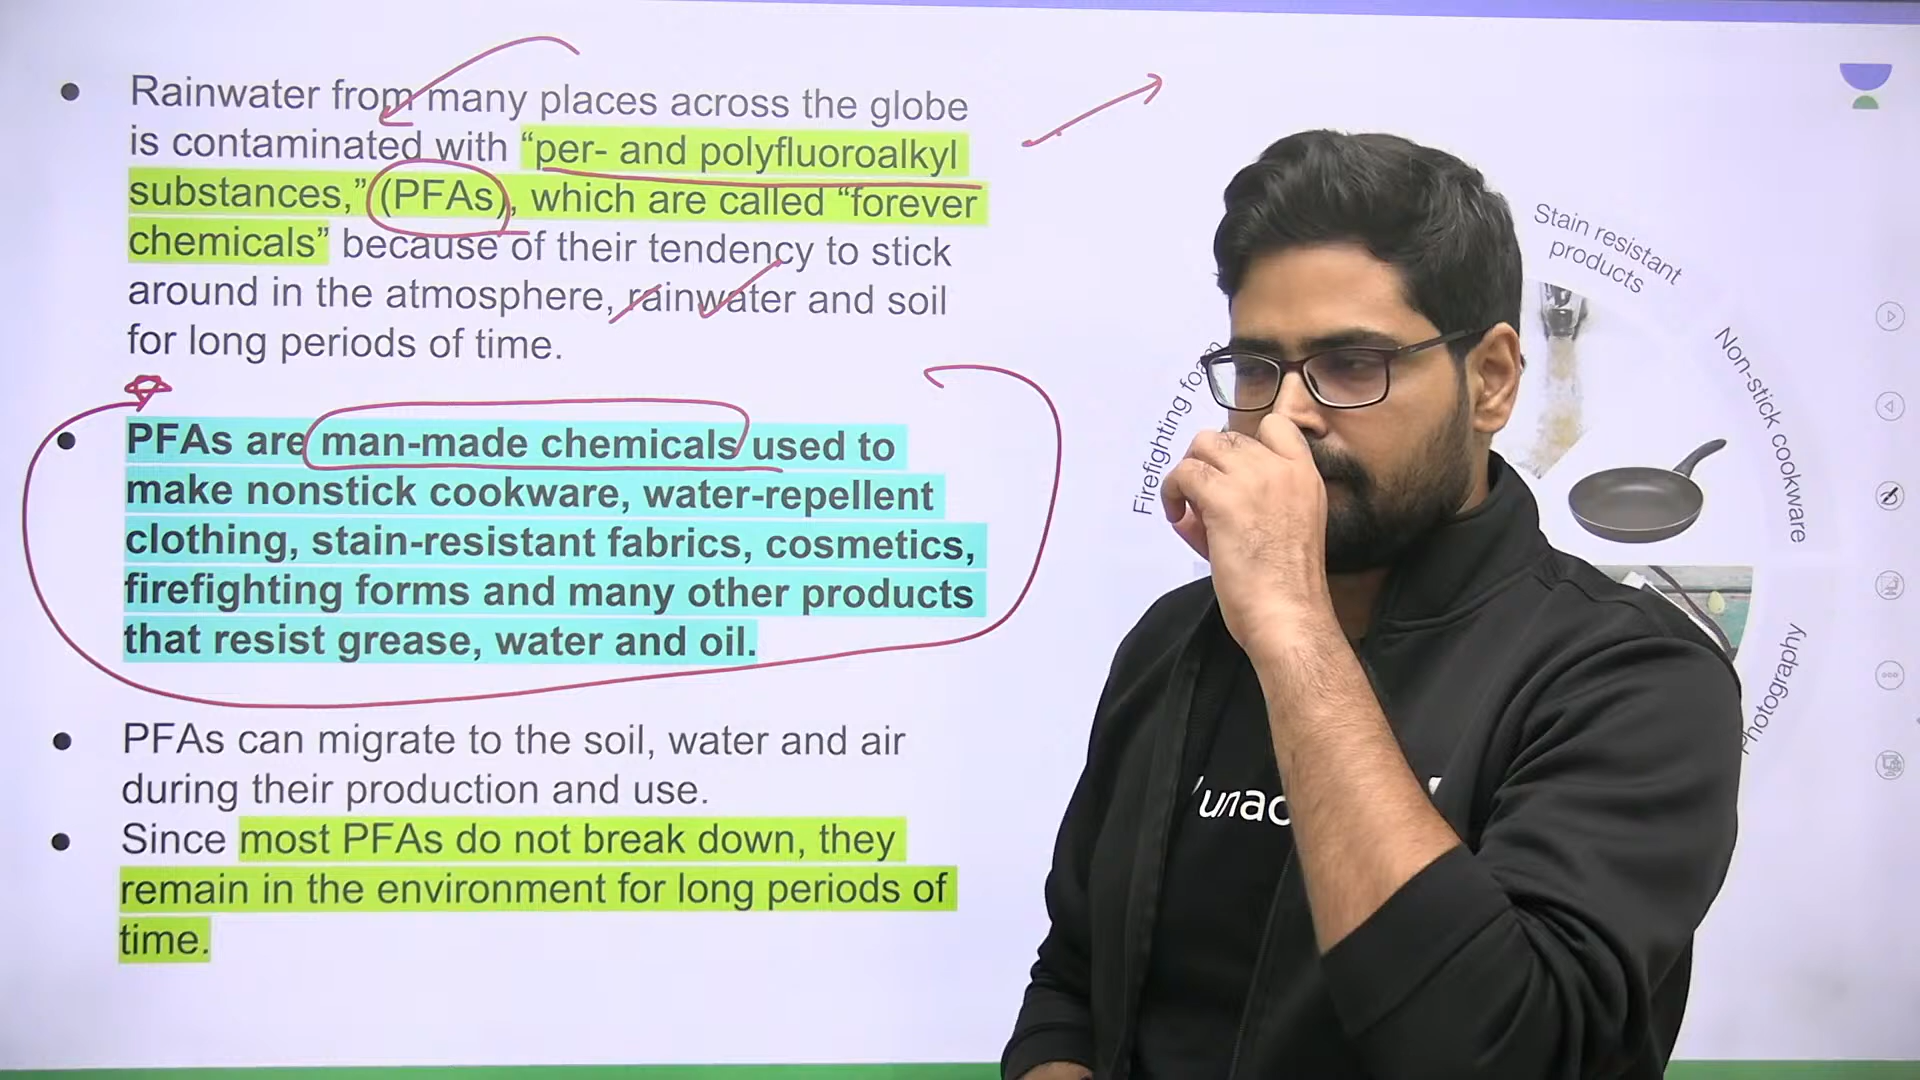 Rainwater from many places across the globe
is contaminated with “per- and polyfluoroalkyl
substances,” (PFAs), which are called “forever
chemicals” because of their tendency to stick
around in the atmosphere, rainwater and soil
for long periods of time.
PFAs are man-made chemicals used to
make nonstick cookware, water-repellent
clothing, stain-resistant fabrics, cosmetics,
firefighting forms and many other products
that resist grease, water and oil.
PFAs can migrate to the soil, water and air
during their production and use.
Since most PFAs do not break down, they
remain in the environment for long periods of
time.
Firefighting foam
Stain resistant
products
Non-stick cookware
Photography
unac